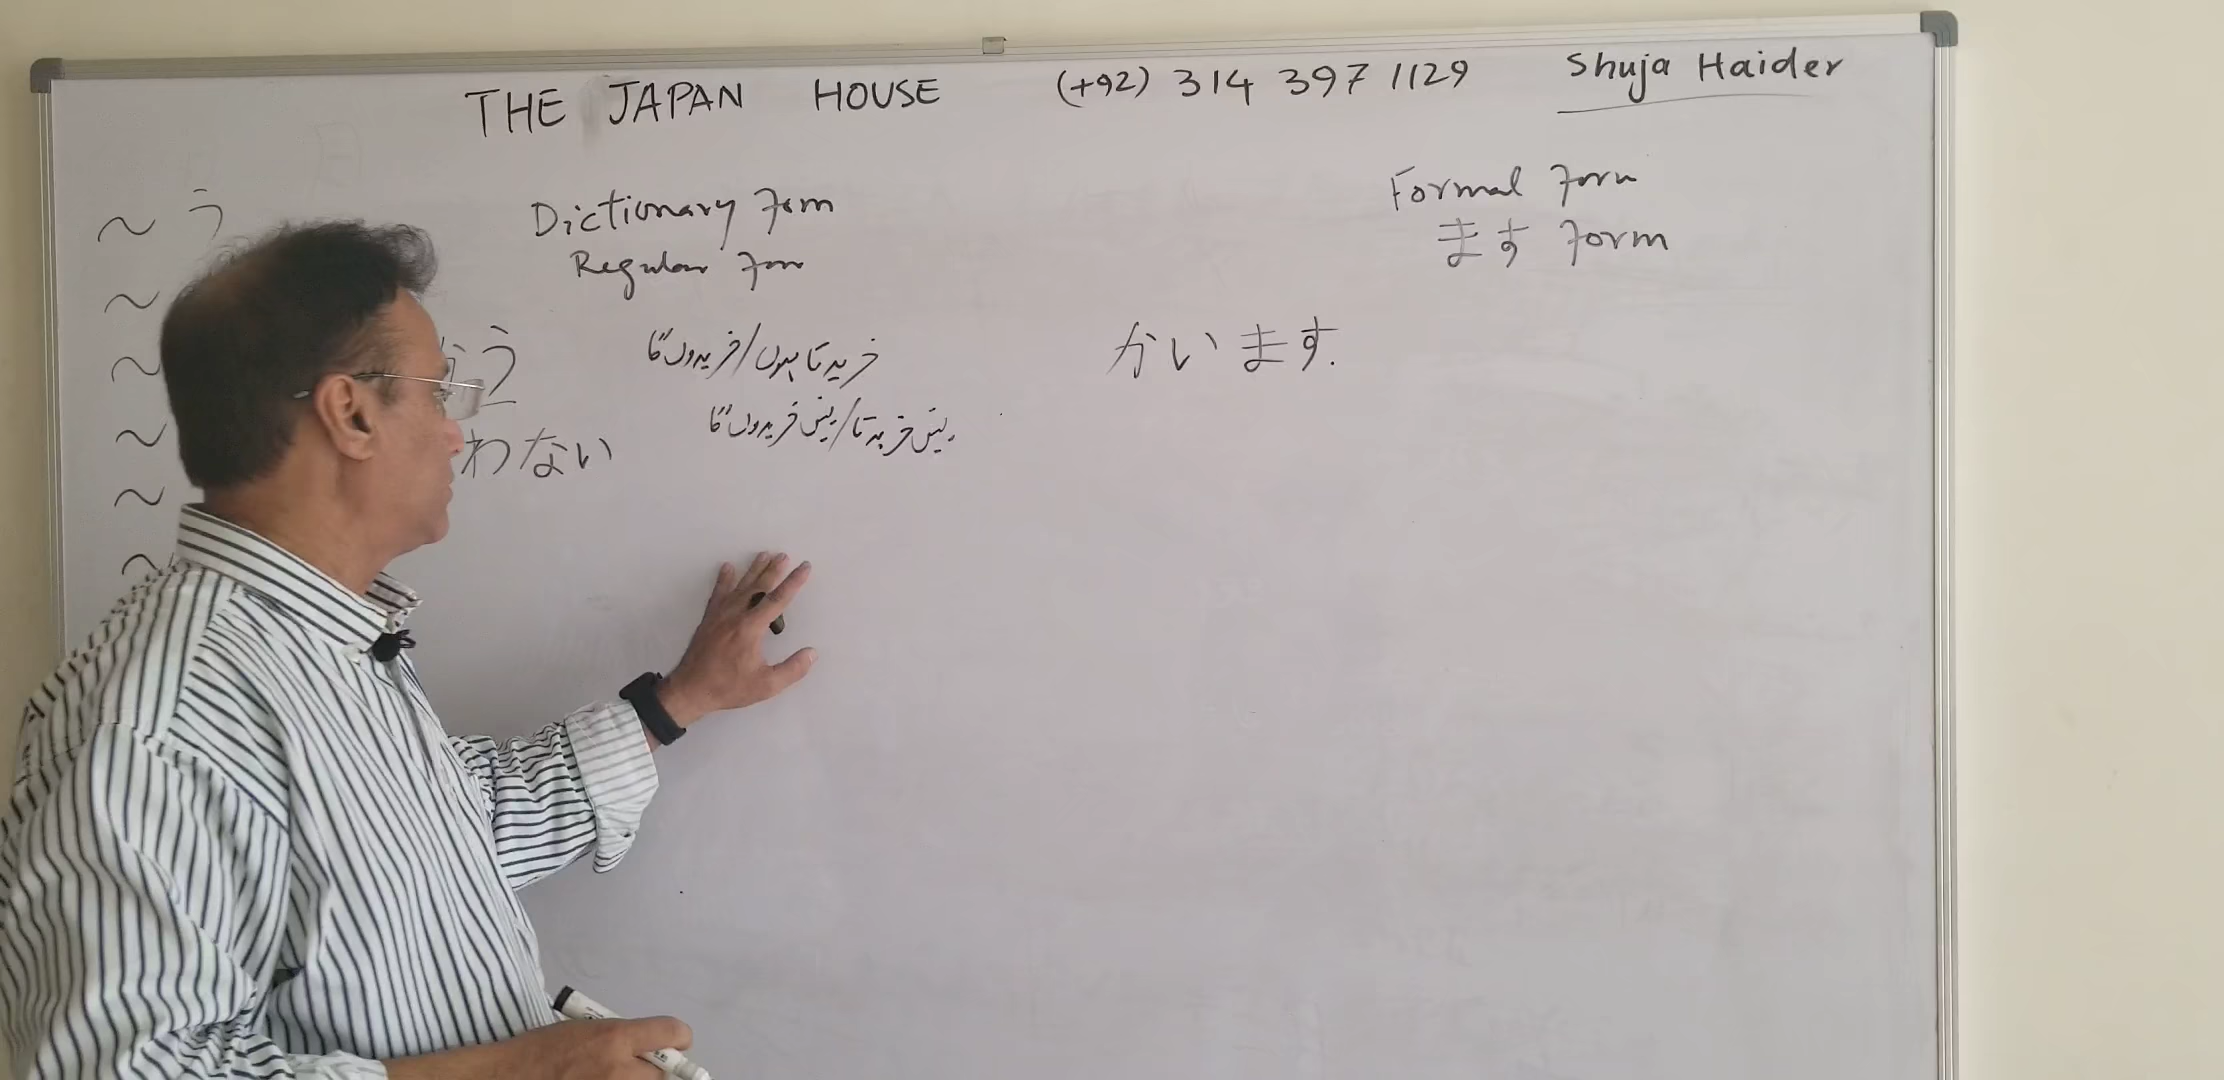 THE JAPAN HOUSE (+92) 314 397 1129 Shuja Haider
~ う Dictionary Form Formal Form
Regular Form ます Form
~
~ かう خریدتا ہوں/خریدوں گا かいます.
~ わない نہیں خریدتا/نہیں خریدوں گا
~
~